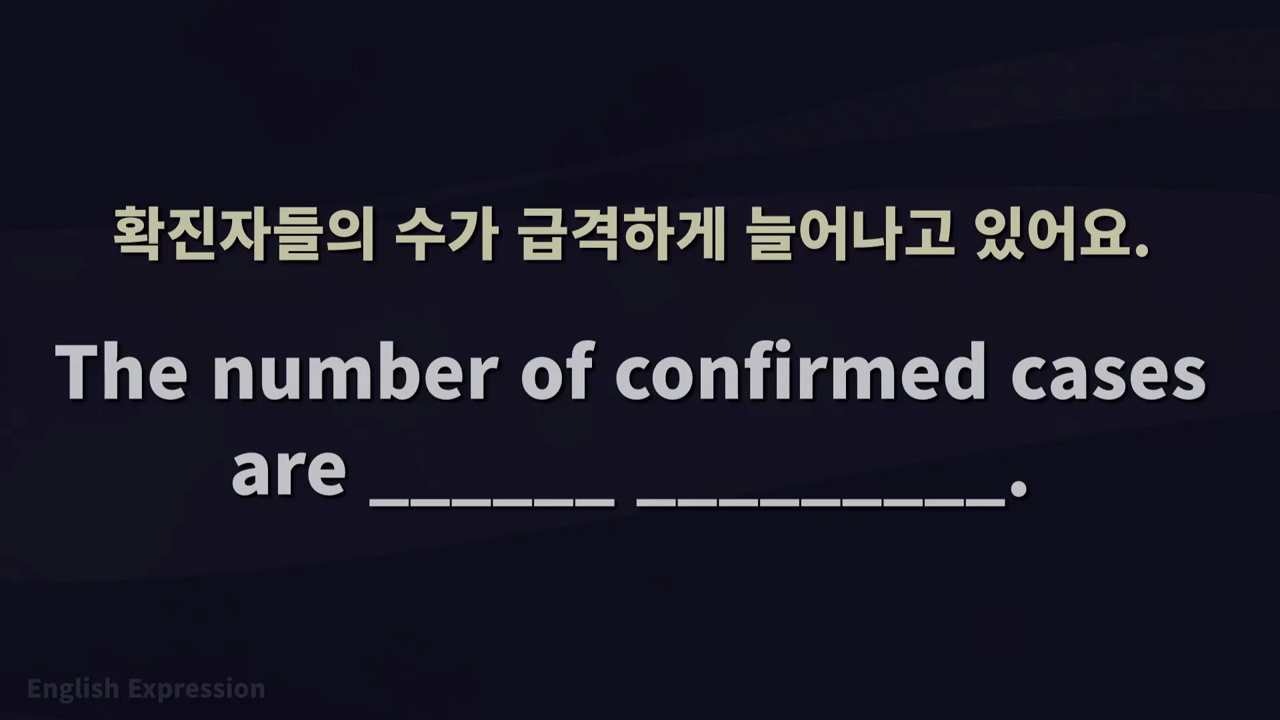 확진자들의 수가 급격하게 늘어나고 있어요.
The number of confirmed cases
are ______ _________.
English Expression